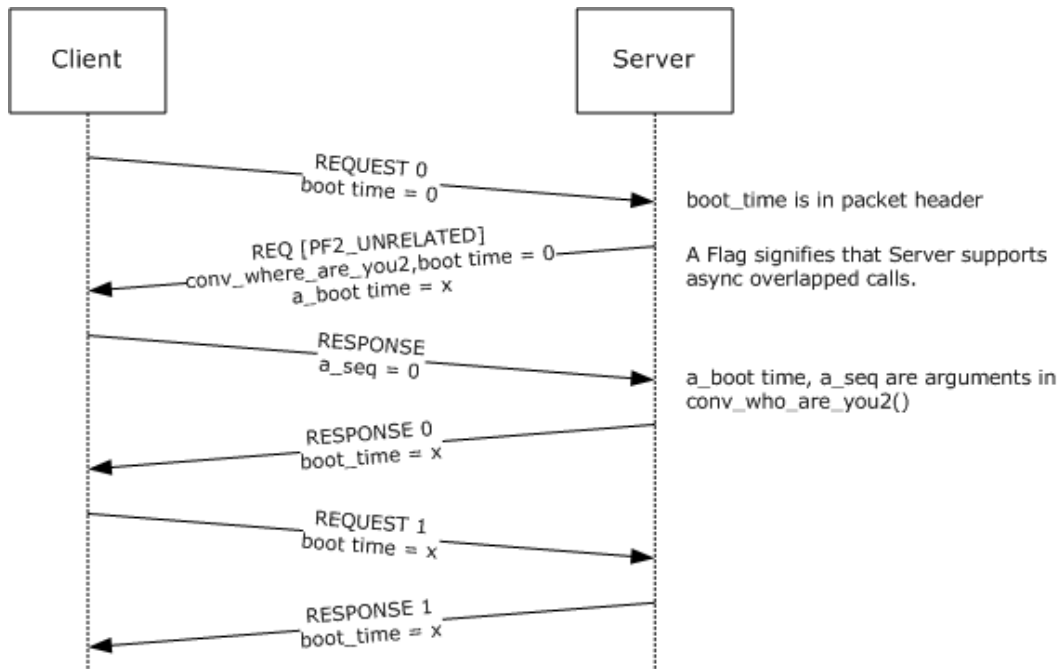 Client
Server
REQUEST 0
boot time = 0
boot_time is in packet header
REQ [PF2_UNRELATED]
conv_where_are_you2,boot time = 0
a_boot time = x
A Flag signifies that Server supports
async overlapped calls.
RESPONSE
a_seq = 0
a_boot time, a_seq are arguments in
conv_who_are_you2()
RESPONSE 0
boot_time = x
REQUEST 1
boot time = x
RESPONSE 1
boot_time = x